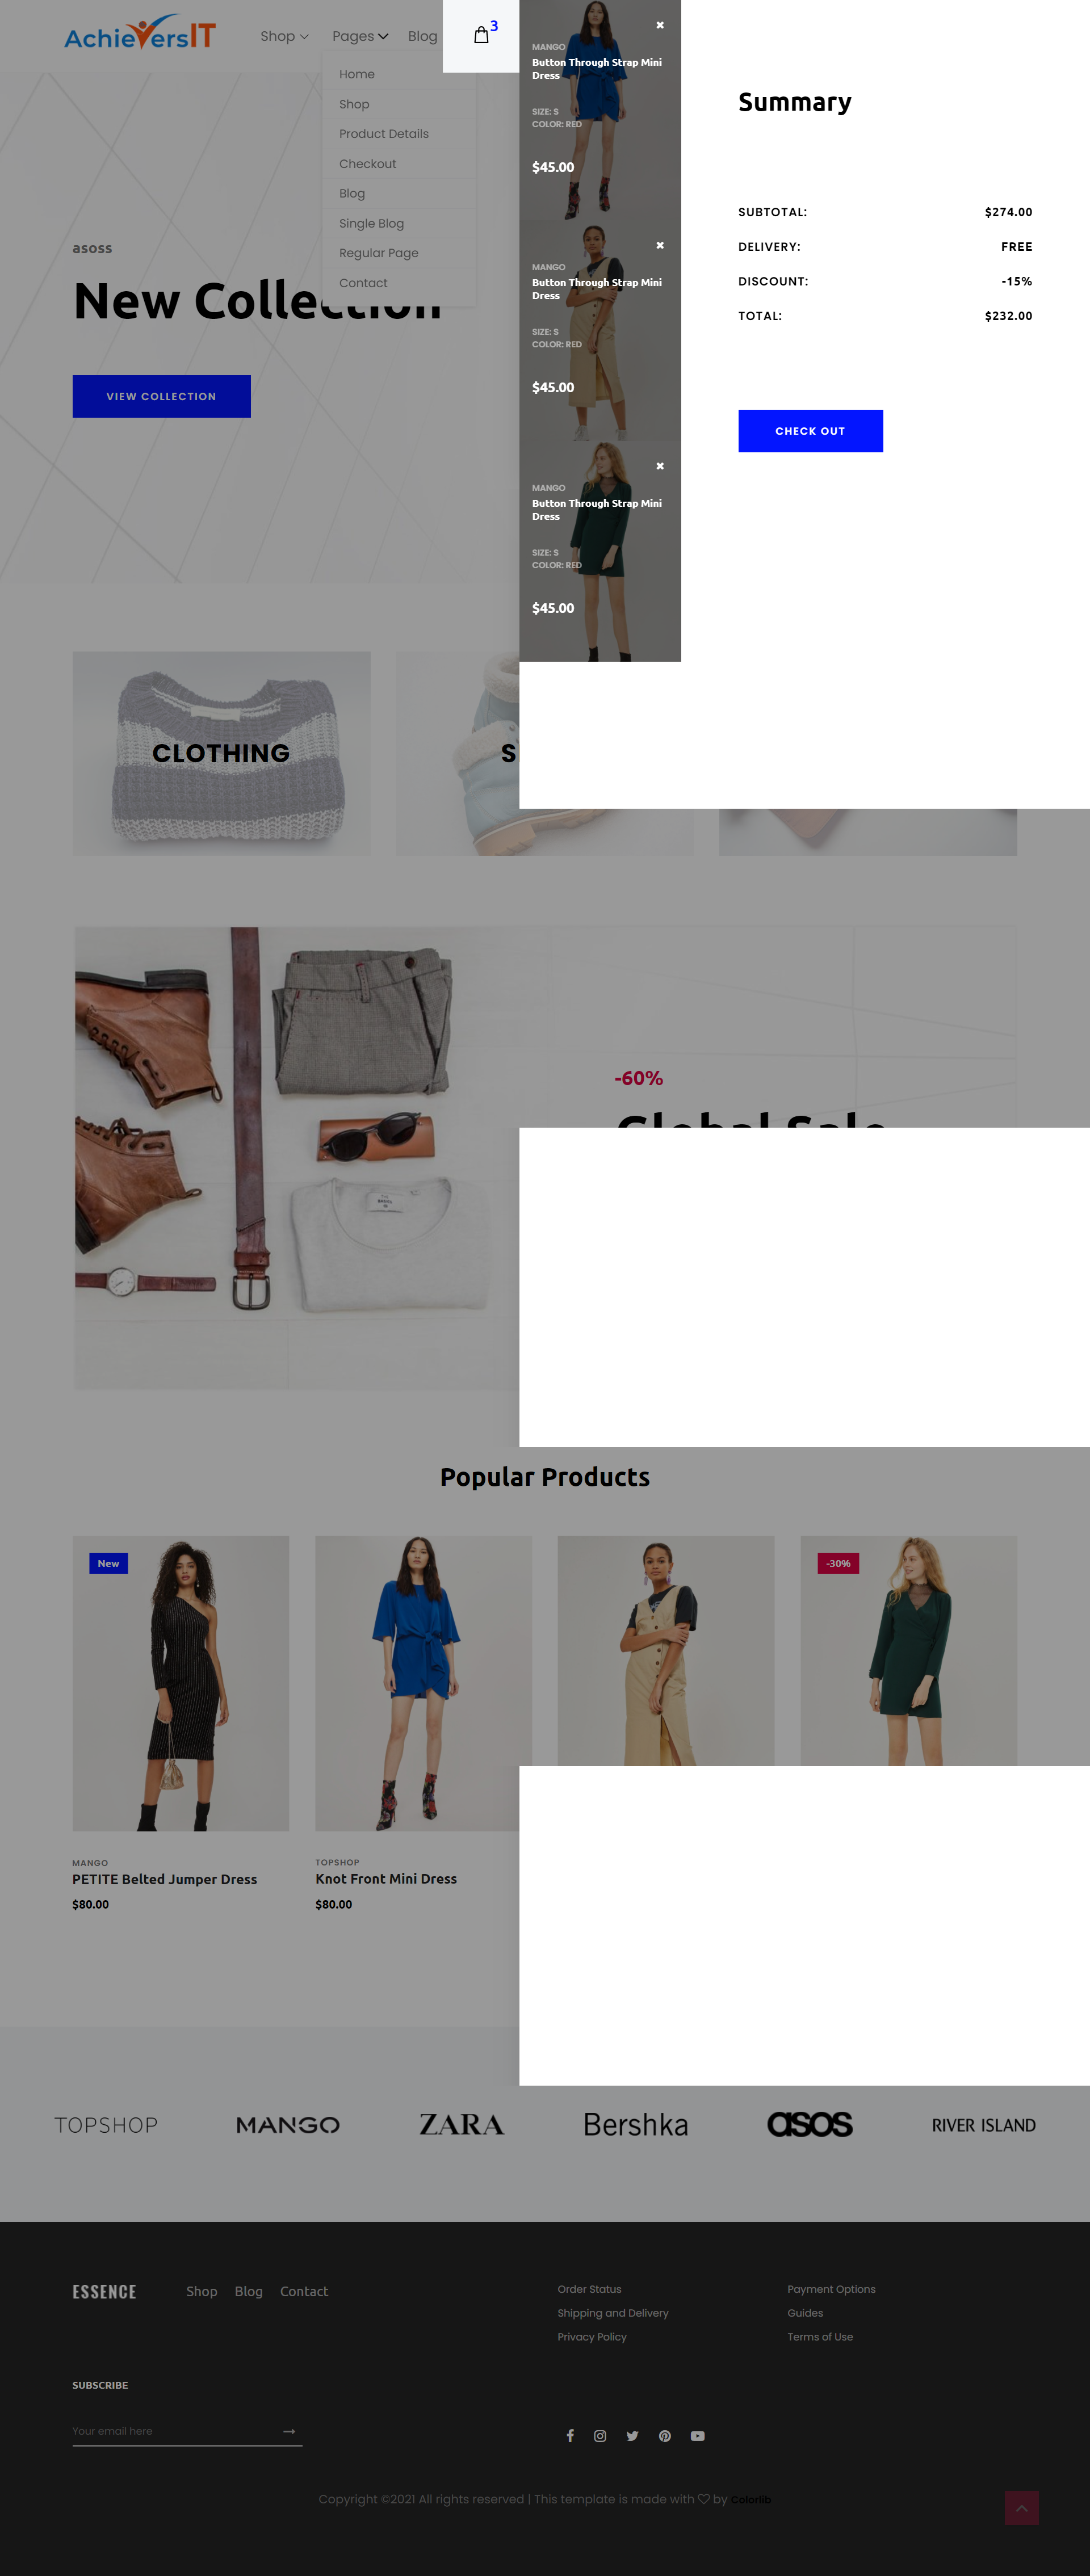 AchieversIT
Shop
Pages
Blog
3
Home
Shop
Product Details
Checkout
Blog
Single Blog
Regular Page
Contact
asoss
New Collection
VIEW COLLECTION
MANGO
Button Through Strap Mini
Dress
SIZE: S
COLOR: RED
$45.00
MANGO
Button Through Strap Mini
Dress
SIZE: S
COLOR: RED
$45.00
MANGO
Button Through Strap Mini
Dress
SIZE: S
COLOR: RED
$45.00
Summary
SUBTOTAL: $274.00
DELIVERY: FREE
DISCOUNT: -15%
TOTAL: $232.00
CHECK OUT
CLOTHING
-60%
Global Sale
Popular Products
New
-30%
MANGO
PETITE Belted Jumper Dress
$80.00
TOPSHOP
Knot Front Mini Dress
$80.00
TOPSHOP
MANGO
ZARA
Bershka
asos
RIVER ISLAND
ESSENCE
Shop
Blog
Contact
Order Status
Shipping and Delivery
Privacy Policy
Payment Options
Guides
Terms of Use
SUBSCRIBE
Your email here
Copyright ©2021 All rights reserved | This template is made with by Colorlib